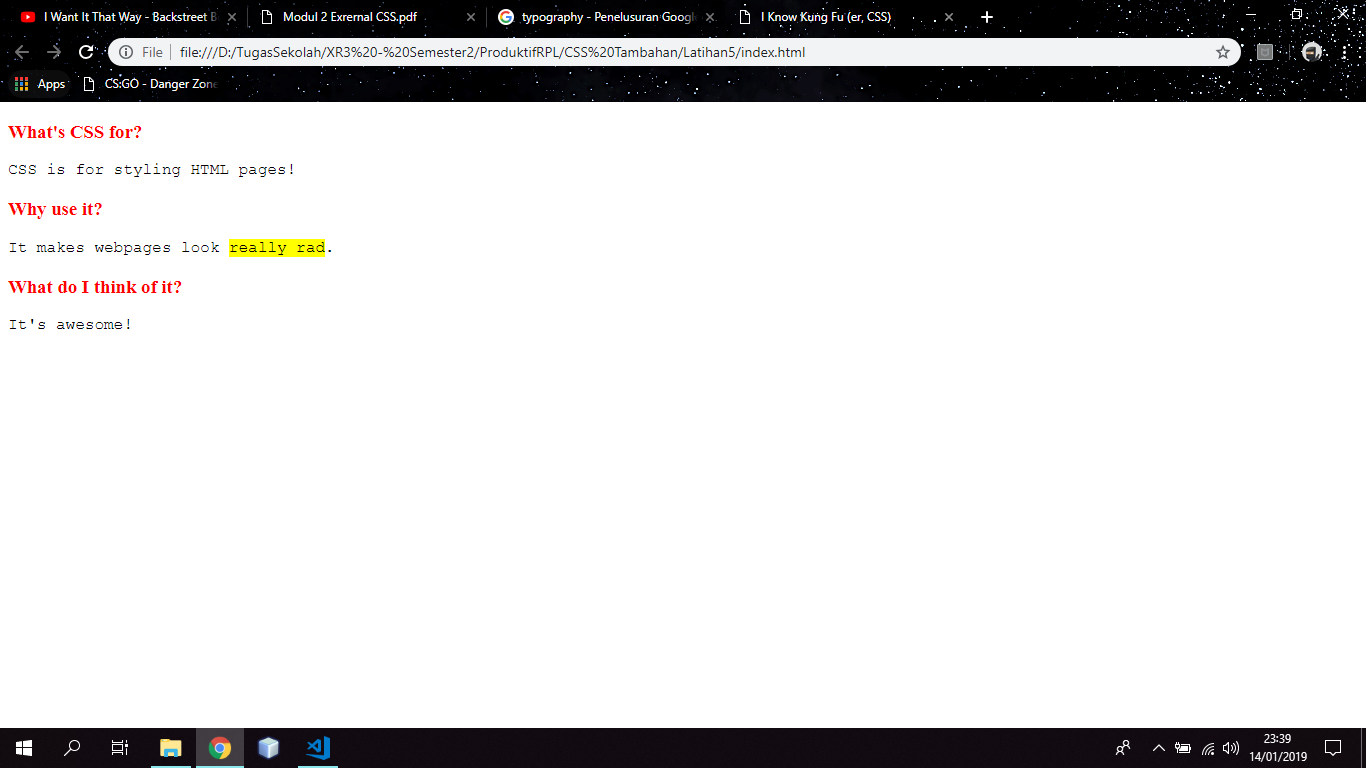 I Want It That Way - Backstreet B
Modul 2 Exrernal CSS.pdf
typography - Penelusuran Google
I Know Kung Fu (er, CSS)
File
file:///D:/TugasSekolah/XR3%20-%20Semester2/ProduktifRPL/CSS%20Tambahan/Latihan5/index.html
Apps
CS:GO - Danger Zone
What's CSS for?
CSS is for styling HTML pages!
Why use it?
It makes webpages look really rad.
What do I think of it?
It's awesome!
23:39
14/01/2019